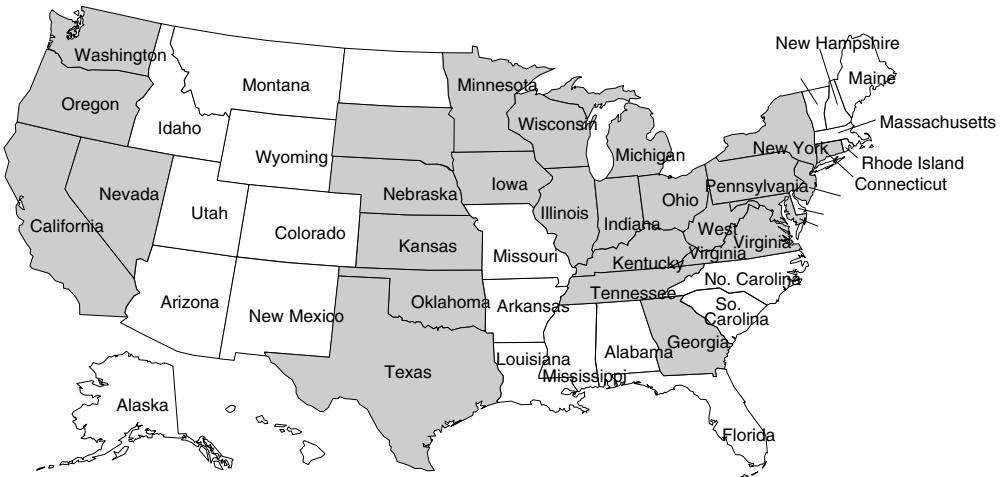 New Hampshire
Washington
Montana
Minnesota
Maine
Oregon
Idaho
Wisconsin
Massachusetts
Wyoming
Michigan
New York
Rhode Island
Connecticut
Nevada
Nebraska
Iowa
Pennsylvania
Ohio
Utah
Illinois
Indiana
California
Colorado
Kansas
Missouri
West
Virginia
Virginia
Kentucky
No. Carolina
Tennessee
Arizona
New Mexico
Oklahoma
Arkansas
So.
Carolina
Georgia
Texas
Louisiana
Alabama
Mississippi
Alaska
Florida